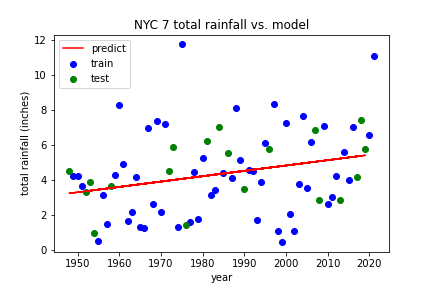 NYC 7 total rainfall vs. model
predict
train
test
12
10
8
6
4
2
0
total rainfall (inches)
1950 1960 1970 1980 1990 2000 2010 2020
year